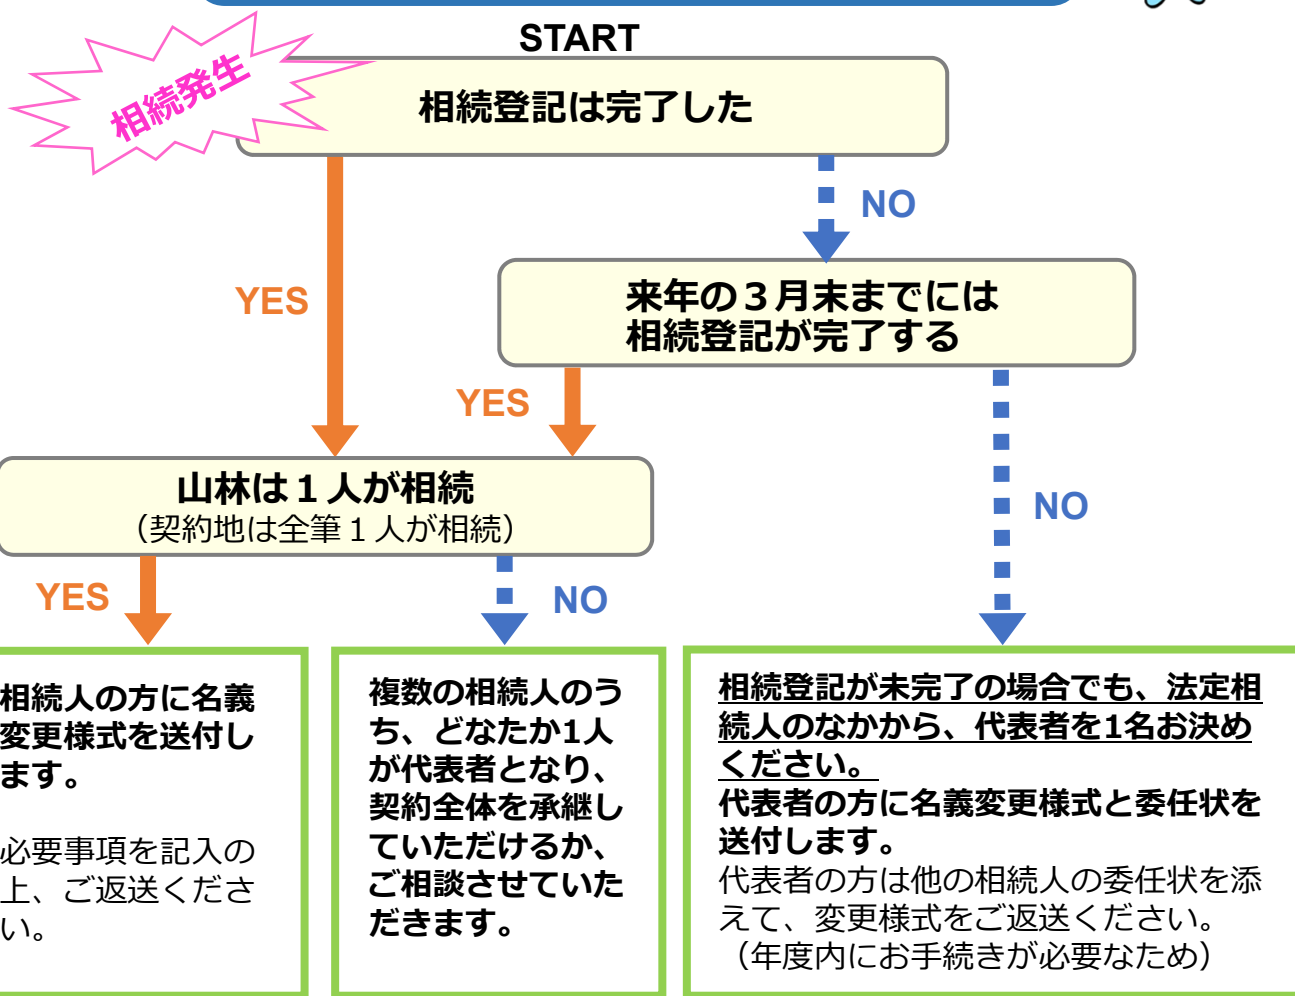 START
相続発生
相続登記は完了した
NO
YES
来年の３月末までには
相続登記が完了する
YES
NO
山林は１人が相続
（契約地は全筆１人が相続）
YES
NO
相続人の方に名義
変更様式を送付し
ます。
必要事項を記入の
上、ご返送くださ
い。
複数の相続人のう
ち、どなたか1人
が代表者となり、
契約全体を承継し
ていただけるか、
ご相談させていた
だきます。
相続登記が未完了の場合でも、法定相
続人のなかから、代表者を1名お決め
ください。
代表者の方に名義変更様式と委任状を
送付します。
代表者の方は他の相続人の委任状を添
えて、変更様式をご返送ください。
（年度内にお手続きが必要なため）